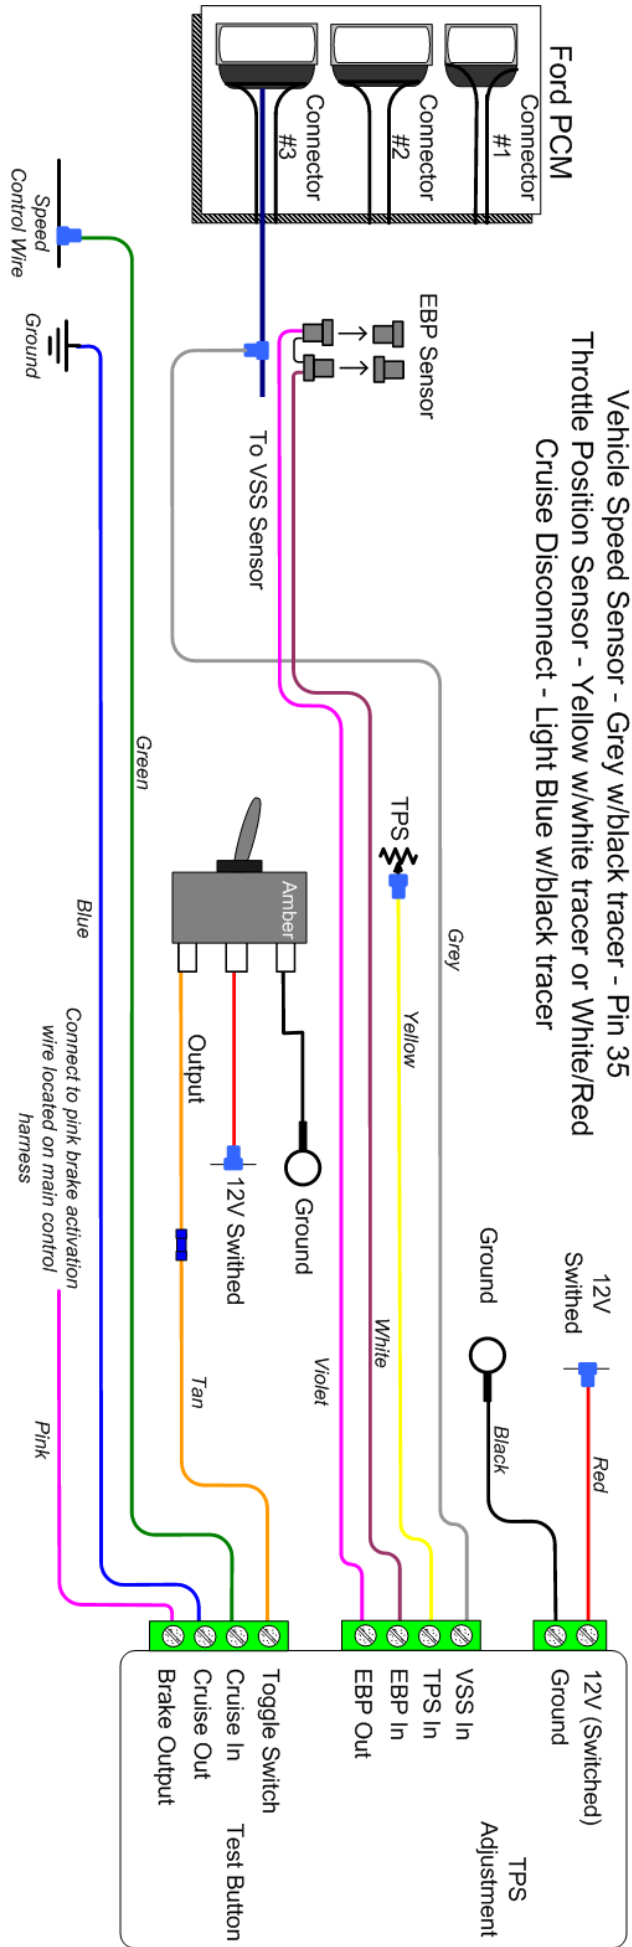 Vehicle Speed Sensor - Grey w/black tracer - Pin 35
Throttle Position Sensor - Yellow w/white tracer or White/Red
Cruise Disconnect - Light Blue w/black tracer
Ford PCM
Connector
#1
Connector
#2
Connector
#3
EBP Sensor
To VSS Sensor
Speed
Control Wire
Ground
TPS
Amber
Output
12V Swithed
Ground
12V
Swithed
Ground
Red
Black
Grey
Yellow
White
Violet
Tan
Green
Blue
Pink
Connect to pink brake activation
wire located on main control
harness
12V (Switched)
Ground
VSS In
TPS In
EBP In
EBP Out
Toggle Switch
Cruise In
Cruise Out
Brake Output
TPS
Adjustment
Test Button